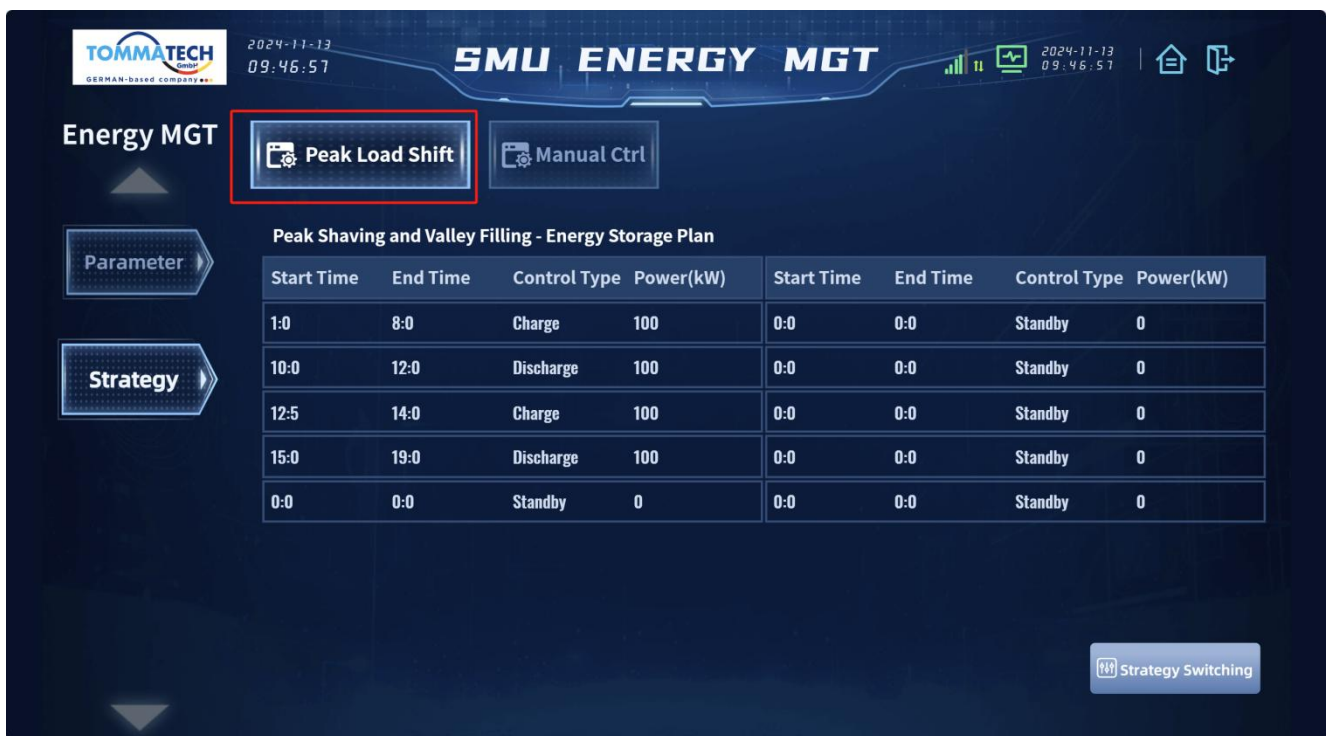 TOMMATECH
GmbH
GERMAN-based company
2024-11-13
09:46:57
SMU ENERGY MGT
2024-11-13
09:46:57
Energy MGT
Peak Load Shift
Manual Ctrl
Parameter
Strategy
Peak Shaving and Valley Filling - Energy Storage Plan
Start Time End Time Control Type Power(kW) Start Time End Time Control Type Power(kW)
1:0 8:0 Charge 100 0:0 0:0 Standby 0
10:0 12:0 Discharge 100 0:0 0:0 Standby 0
12:5 14:0 Charge 100 0:0 0:0 Standby 0
15:0 19:0 Discharge 100 0:0 0:0 Standby 0
0:0 0:0 Standby 0 0:0 0:0 Standby 0
Strategy Switching